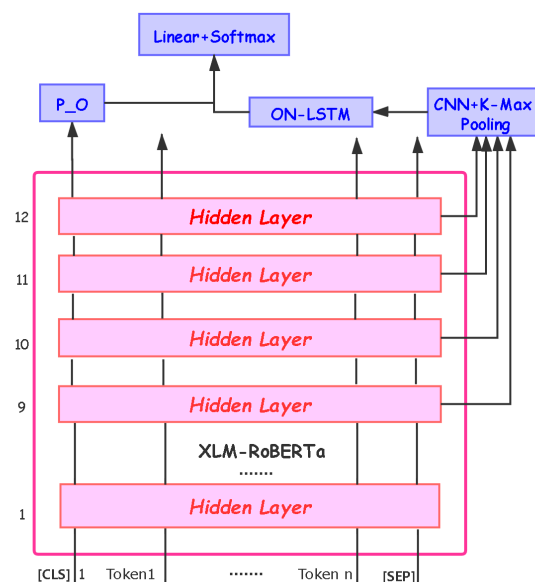 Linear+Softmax
P_O
ON-LSTM
CNN+K-Max
Pooling
12 Hidden Layer
11 Hidden Layer
10 Hidden Layer
9 Hidden Layer
XLM-RoBERTa
.......
1 Hidden Layer
[CLS] 1 Token1 ....... Token n [SEP]